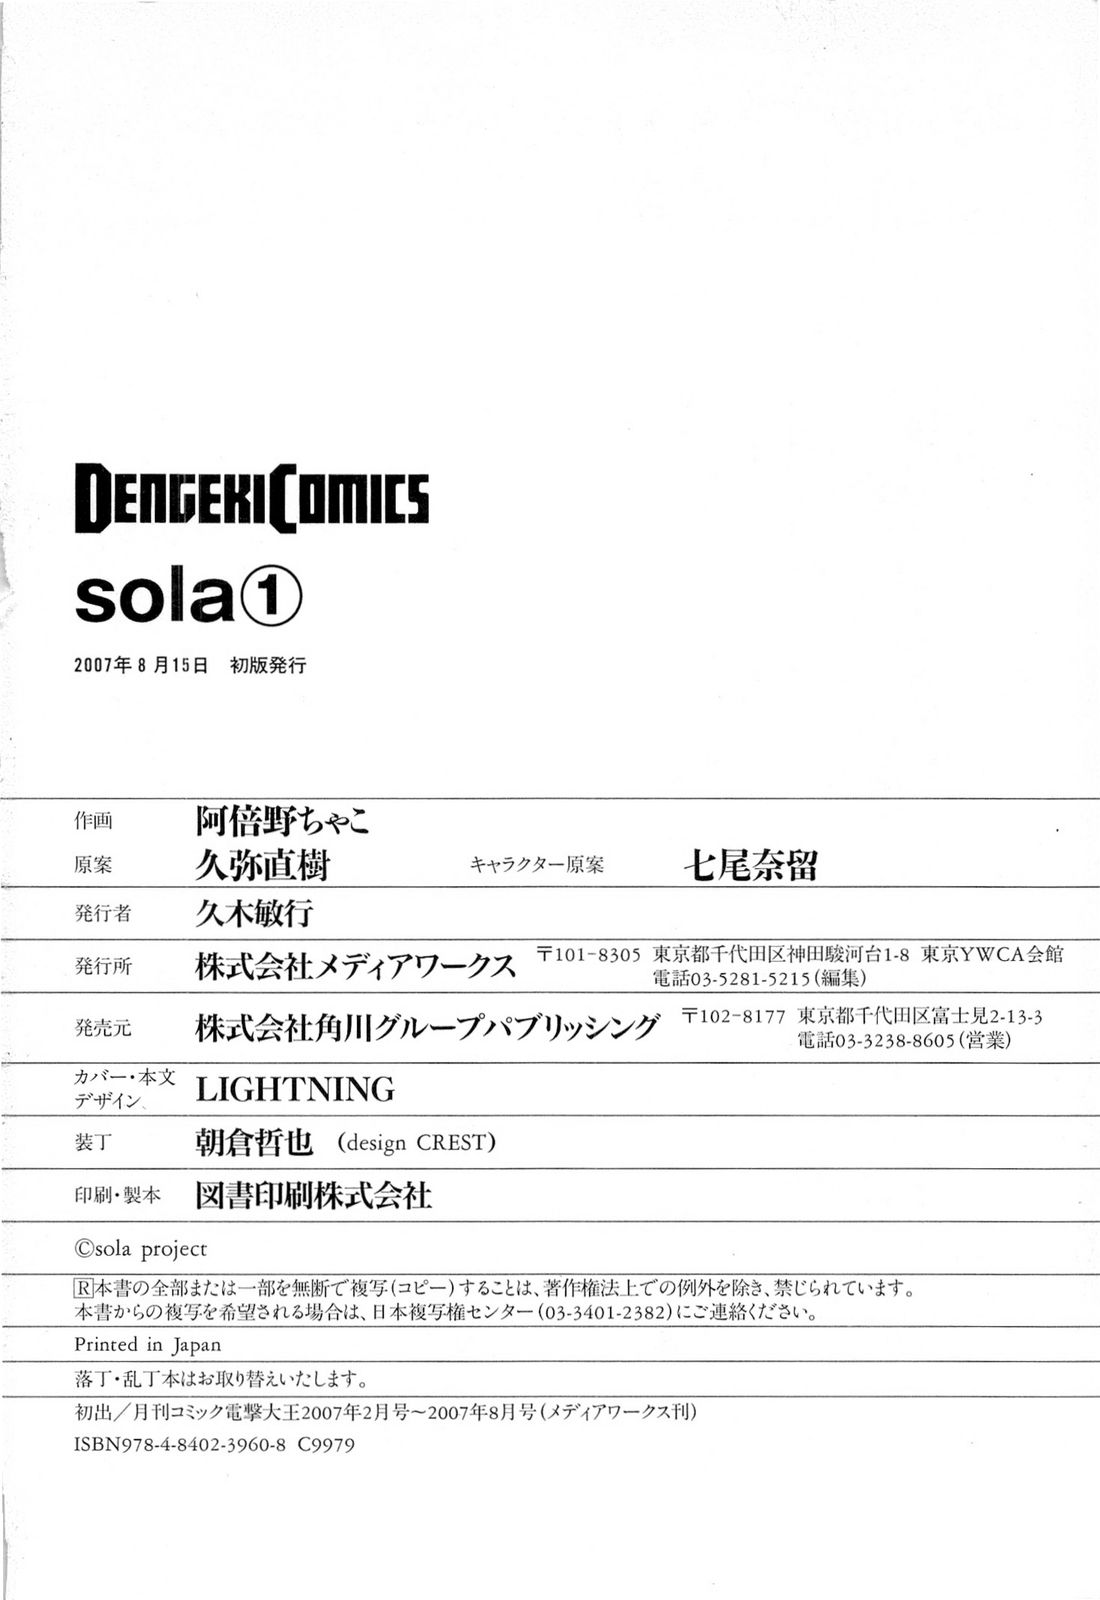 DENGEKI COMICS
sola①
2007年8月15日　初版発行
作画　阿倍野ちゃこ
原案　久弥直樹　キャラクター原案　七尾奈留
発行者　久木敏行
発行所　株式会社メディアワークス　〒101-8305 東京都千代田区神田駿河台1-8 東京YWCA会館
電話03-5281-5215(編集)
発売元　株式会社角川グループパブリッシング　〒102-8177 東京都千代田区富士見2-13-3
電話03-3238-8605(営業)
カバー・本文
デザイン　LIGHTNING
装丁　朝倉哲也　(design CREST)
印刷・製本　図書印刷株式会社
©sola project
Ⓡ本書の全部または一部を無断で複写(コピー)することは、著作権法上での例外を除き、禁じられています。
本書からの複写を希望される場合は、日本複写権センター(03-3401-2382)にご連絡ください。
Printed in Japan
落丁・乱丁本はお取り替えいたします。
初出／月刊コミック電撃大王2007年2月号～2007年8月号(メディアワークス刊)
ISBN978-4-8402-3960-8 C9979